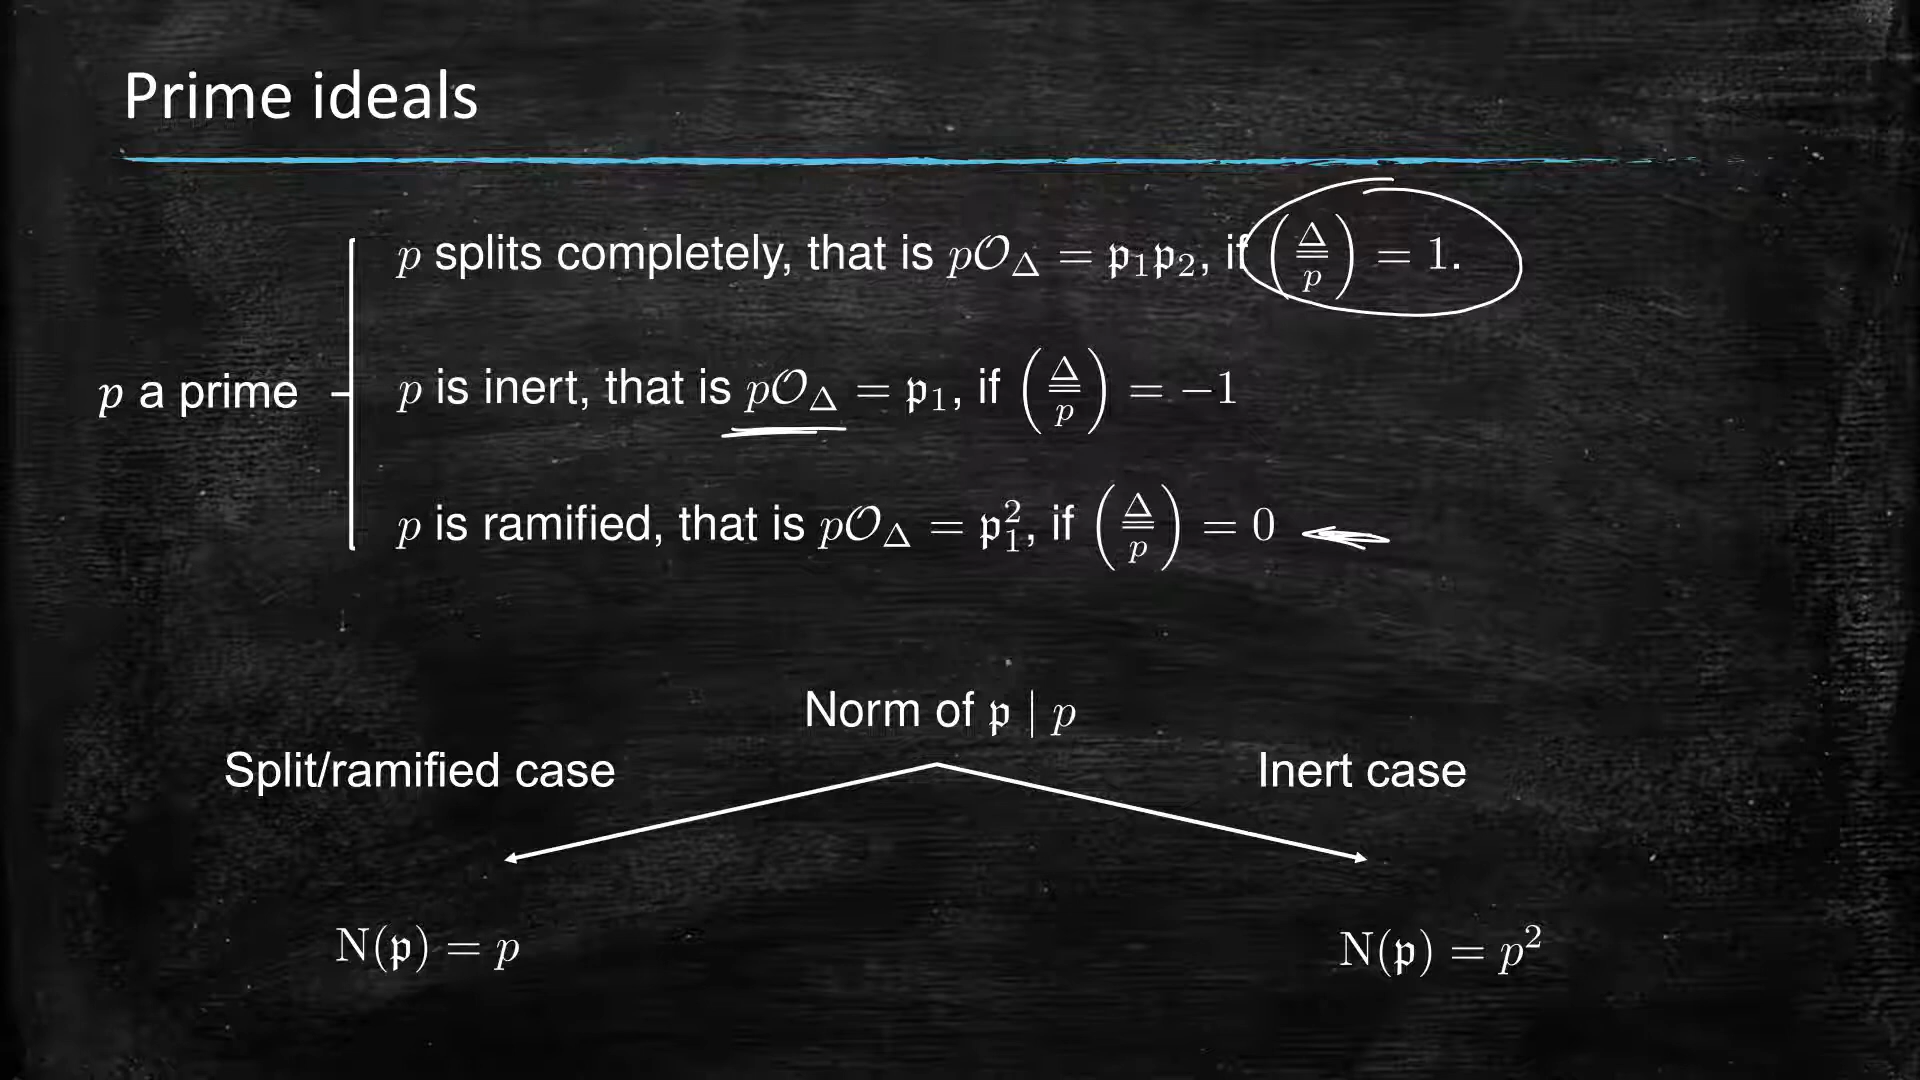 Prime ideals
p splits completely, that is p𝒪_Δ = 𝔭₁𝔭₂, if (Δ/p) = 1.
p a prime
p is inert, that is p𝒪_Δ = 𝔭₁, if (Δ/p) = −1
p is ramified, that is p𝒪_Δ = 𝔭₁², if (Δ/p) = 0
Norm of 𝔭 | p
Split/ramified case
Inert case
N(𝔭) = p
N(𝔭) = p²